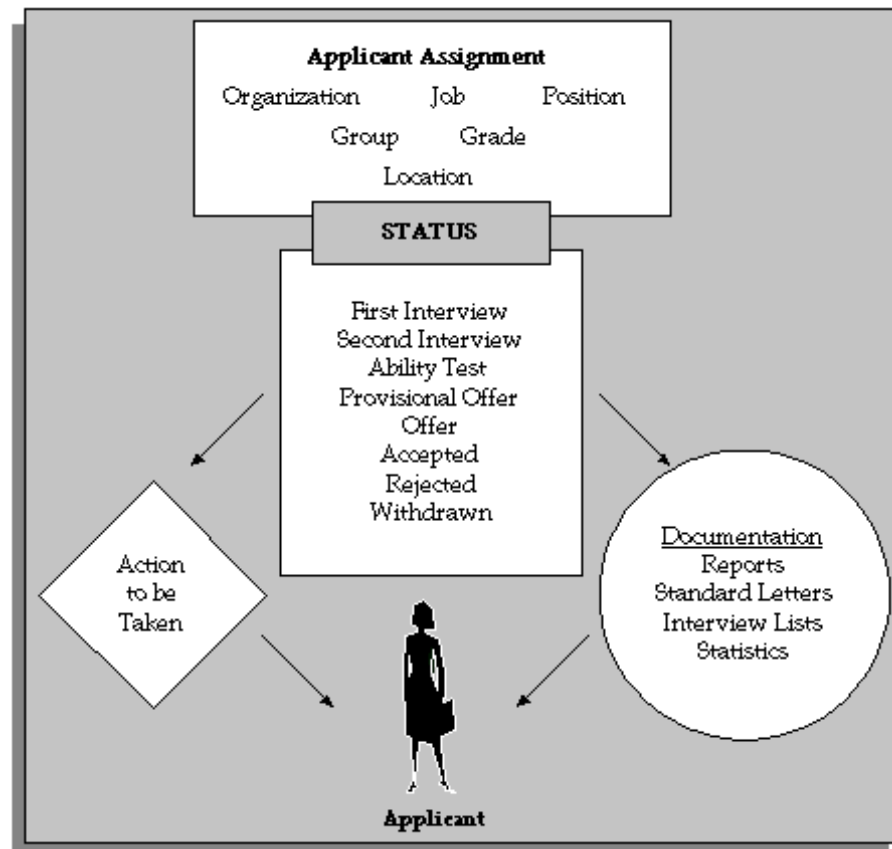 Applicant Assignment
Organization Job Position
Group Grade
Location
STATUS
First Interview
Second Interview
Ability Test
Provisional Offer
Offer
Accepted
Rejected
Withdrawn
Action
to be
Taken
Documentation
Reports
Standard Letters
Interview Lists
Statistics
Applicant